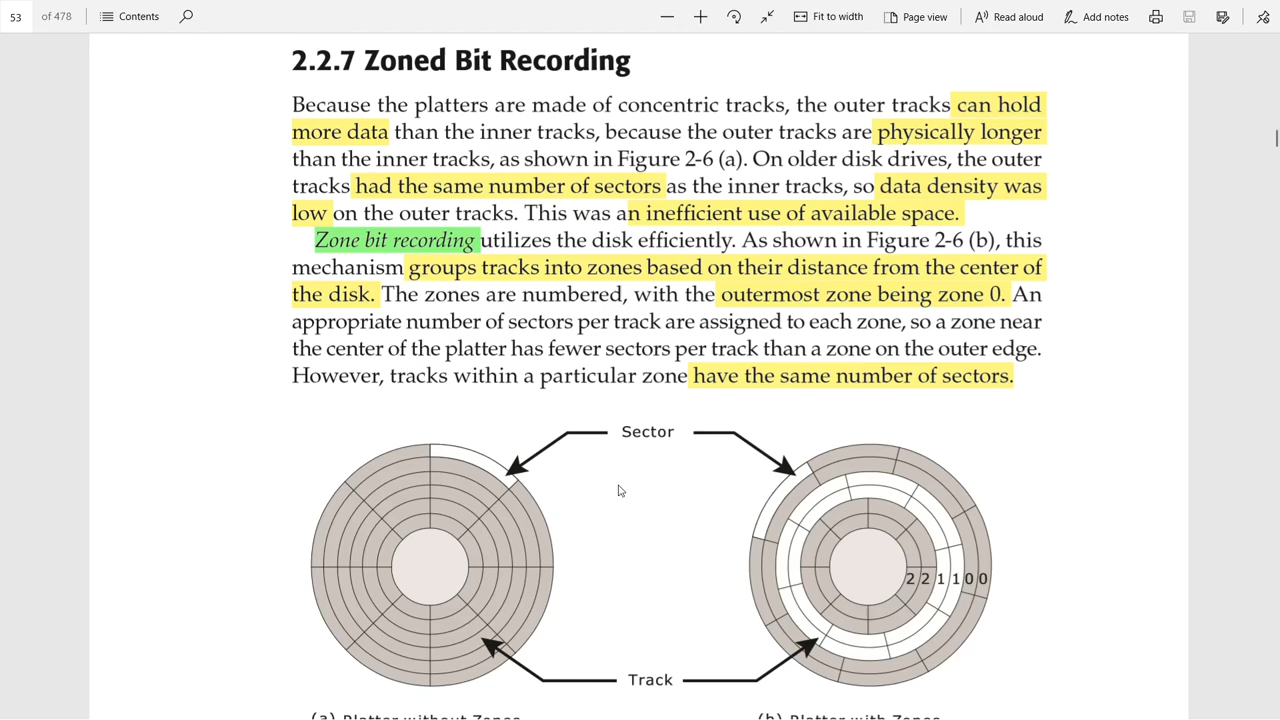 53 of 478 Contents Fit to width Page view Read aloud Add notes
2.2.7 Zoned Bit Recording
Because the platters are made of concentric tracks, the outer tracks can hold
more data than the inner tracks, because the outer tracks are physically longer
than the inner tracks, as shown in Figure 2-6 (a). On older disk drives, the outer
tracks had the same number of sectors as the inner tracks, so data density was
low on the outer tracks. This was an inefficient use of available space.
Zone bit recording utilizes the disk efficiently. As shown in Figure 2-6 (b), this
mechanism groups tracks into zones based on their distance from the center of
the disk. The zones are numbered, with the outermost zone being zone 0. An
appropriate number of sectors per track are assigned to each zone, so a zone near
the center of the platter has fewer sectors per track than a zone on the outer edge.
However, tracks within a particular zone have the same number of sectors.
Sector
2 2 1 1 0 0
Track
(a) Platter without Zones (b) Platter with Zones